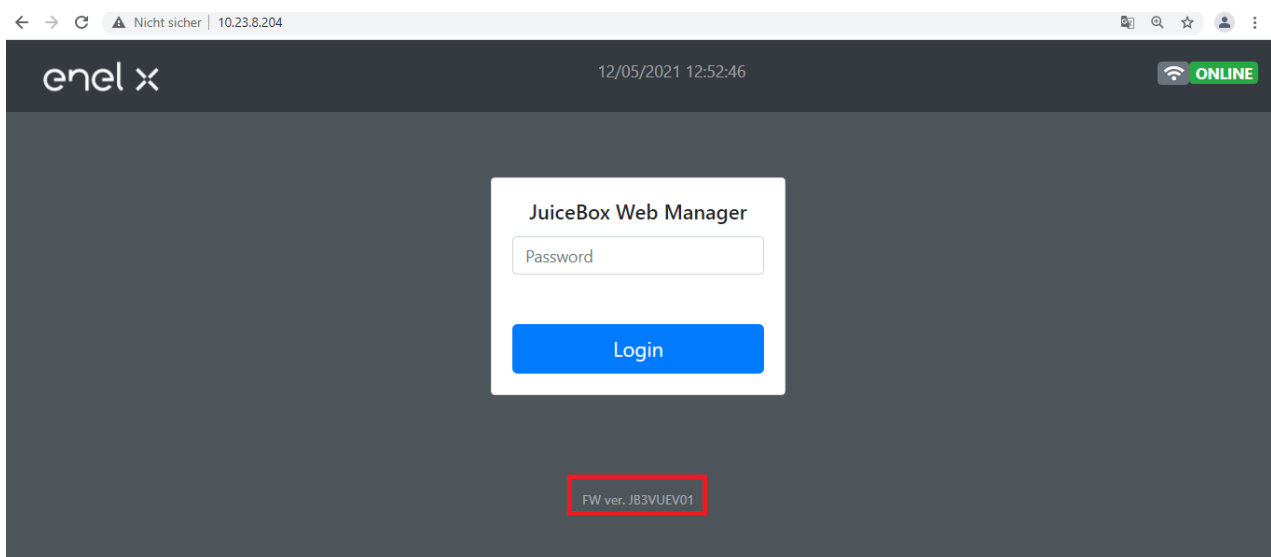 Nicht sicher | 10.23.8.204
enel x
12/05/2021 12:52:46
ONLINE
JuiceBox Web Manager
Password
Login
FW ver. JB3VUEV01